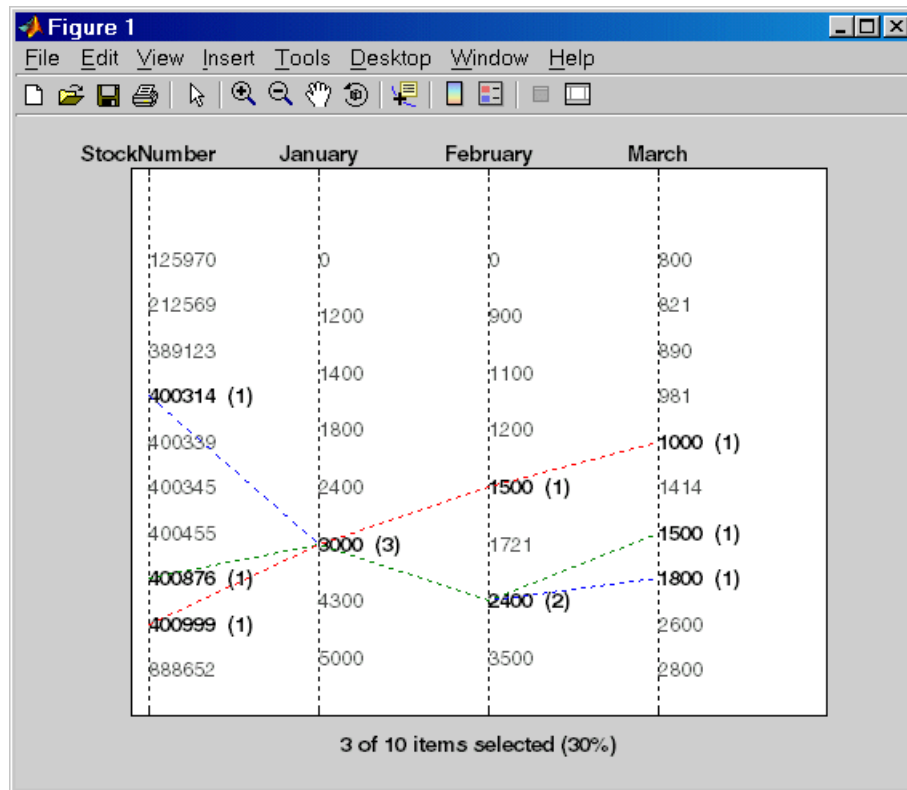 Figure 1
File Edit View Insert Tools Desktop Window Help
StockNumber January February March
125970 0 0 800
212569 1200 900 821
389123 1400 1100 890
400314 (1) 1800 1200 981
400339 2400 1500 (1) 1000 (1)
400345 3000 (3) 1721 1414
400455 4300 2400 (2) 1500 (1)
400876 (1) 5000 3500 1800 (1)
400999 (1) 2600
888652 2800
3 of 10 items selected (30%)